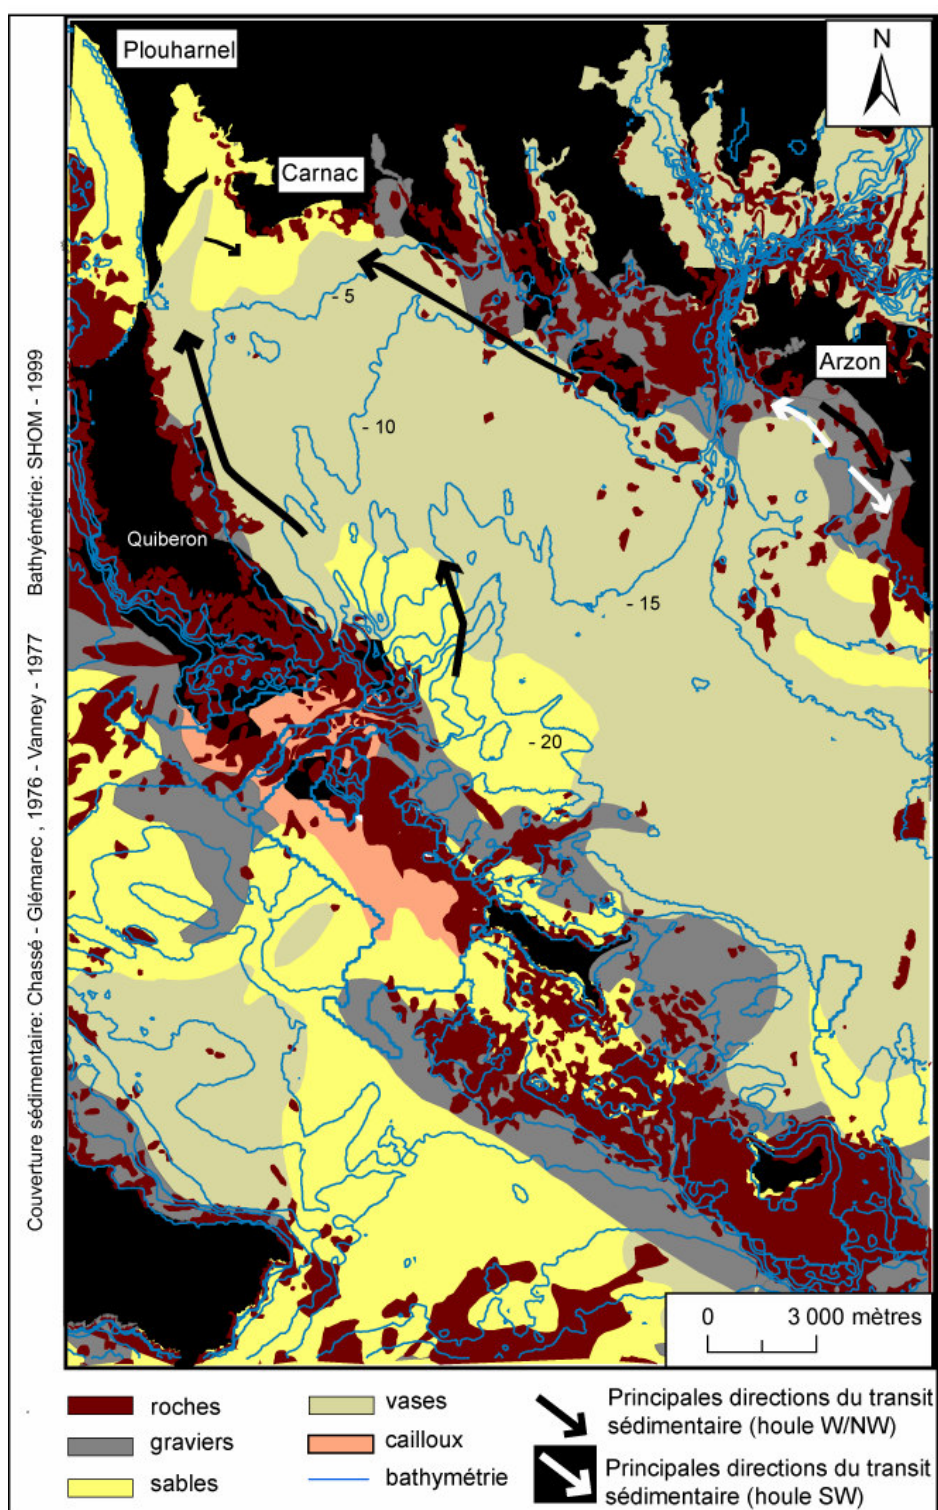 Plouharnel
N
Carnac
- 5
Arzon
- 10
Quiberon
- 15
- 20
0 3 000 mètres
Couverture sédimentaire: Chassé - Glémarec , 1976 - Vanney - 1977 Bathyémétrie: SHOM - 1999
roches
graviers
sables
vases
cailloux
bathymétrie
Principales directions du transit
sédimentaire (houle W/NW)
Principales directions du transit
sédimentaire (houle SW)